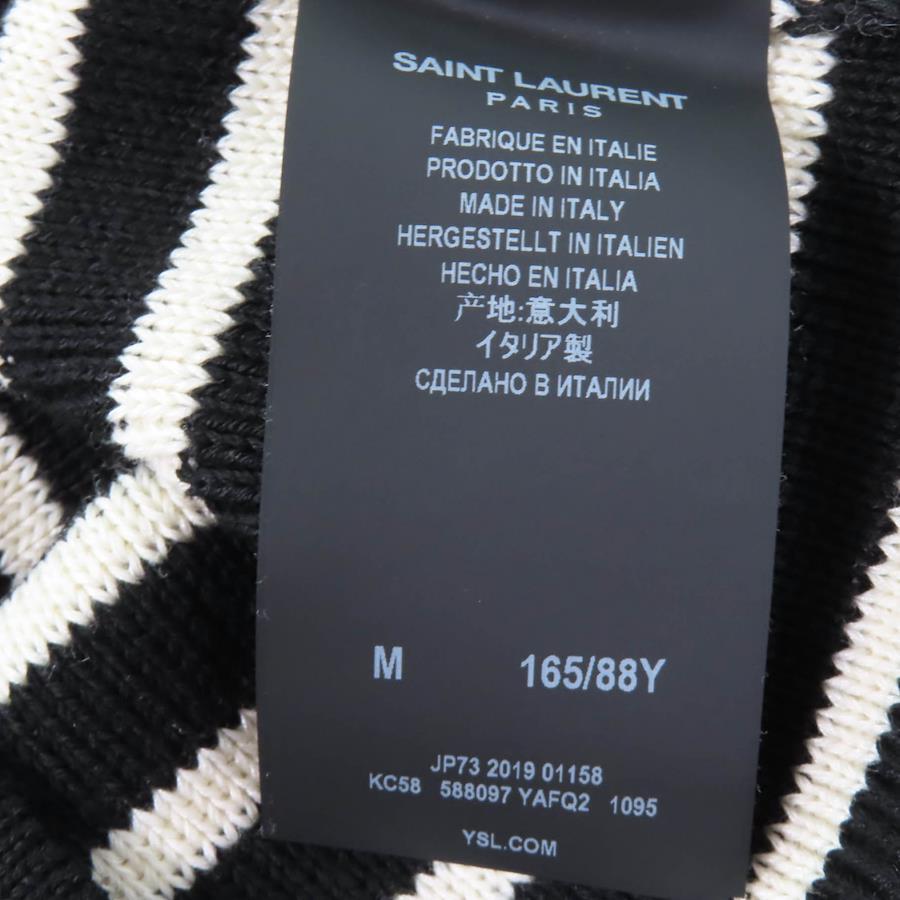 SAINT LAURENT
PARIS
FABRIQUE EN ITALIE
PRODOTTO IN ITALIA
MADE IN ITALY
HERGESTELLT IN ITALIEN
HECHO EN ITALIA
产地:意大利
イタリア製
СДЕЛАНО В ИТАЛИИ
M 165/88Y
JP73 2019 01158
KC58 588097 YAFQ2 1095
YSL.COM